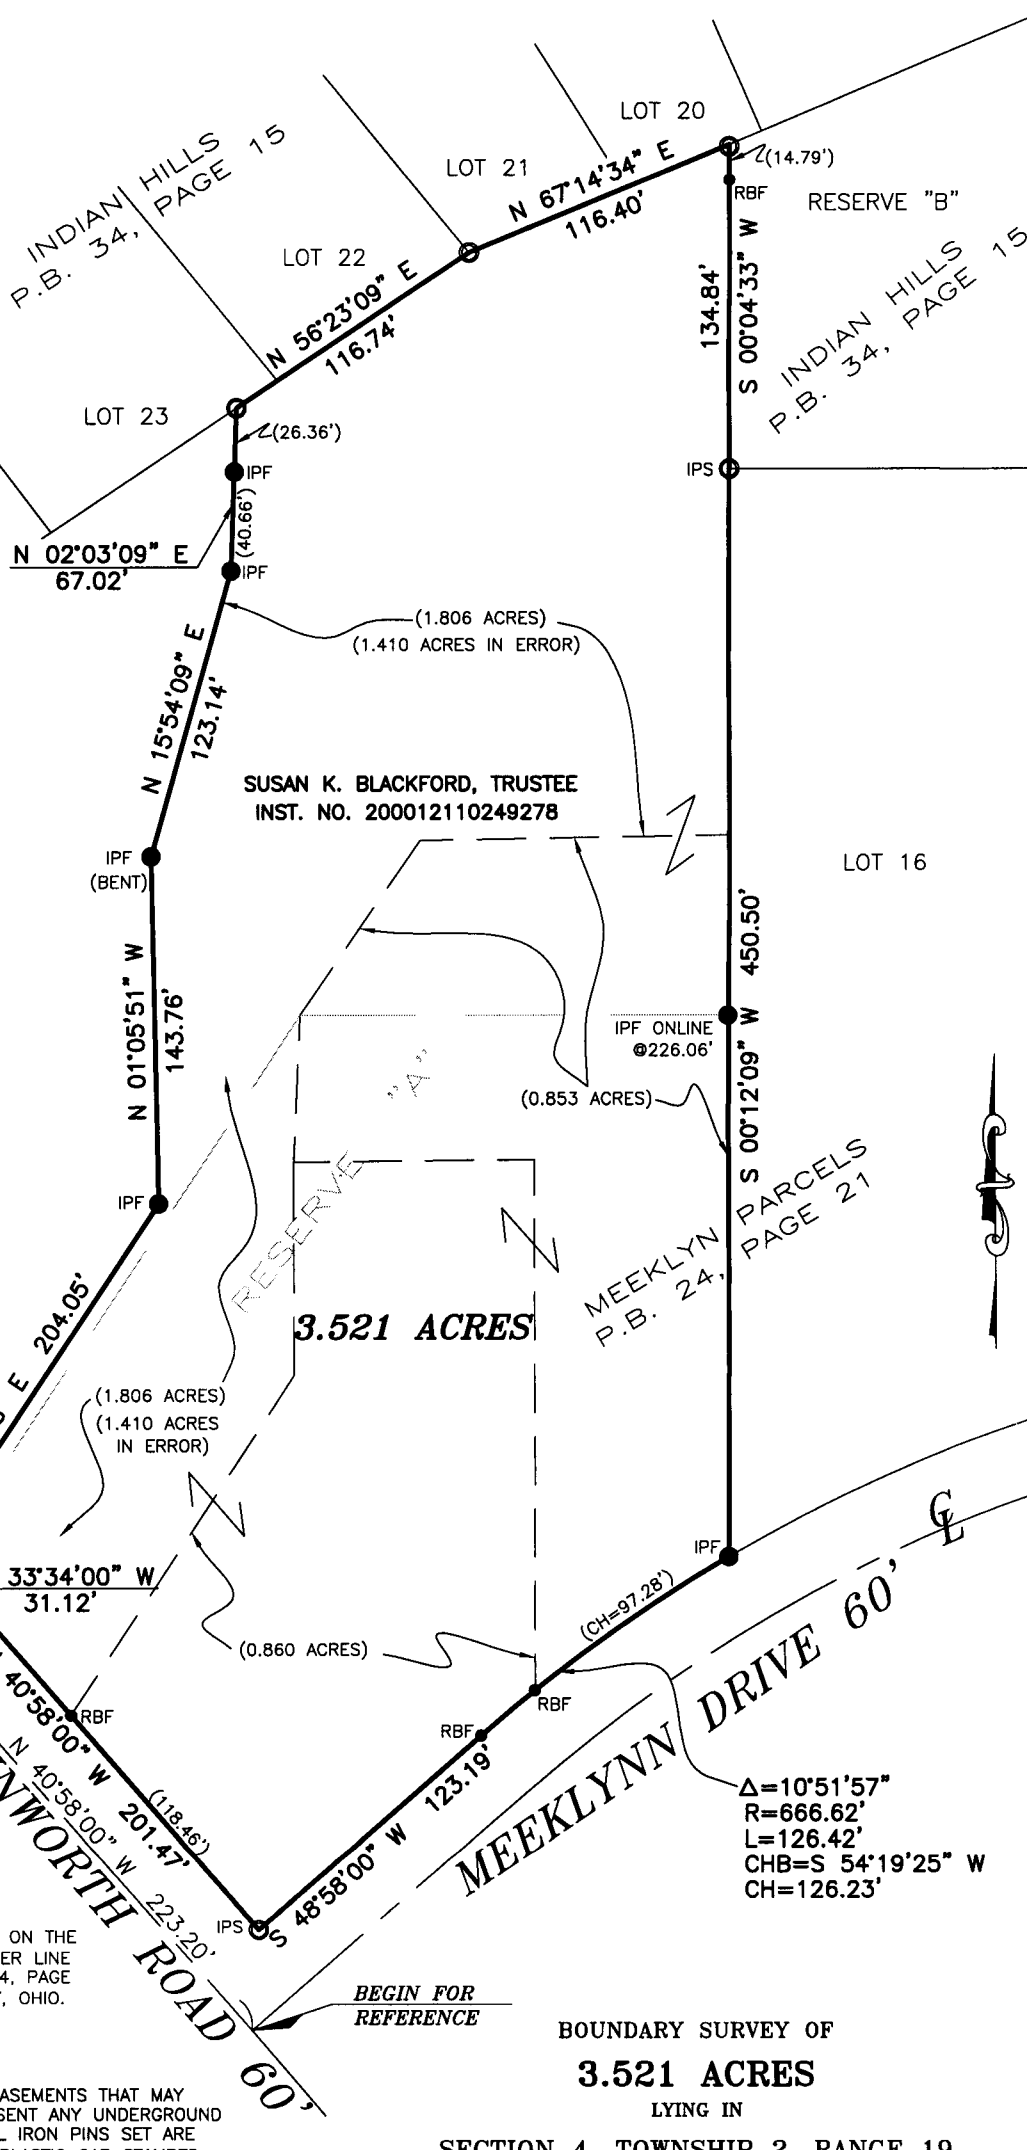 LOT 20
(14.79')
LOT 21
N 67°14'34" E
116.40'
RBF
RESERVE "B"
INDIAN HILLS
P.B. 34, PAGE 15
LOT 22
N 56°23'09" E
116.74'
134.84'
S 00°04'33" W
INDIAN HILLS
P.B. 34, PAGE 15
LOT 23
(26.36')
IPF
IPS
(40.66')
N 02°03'09" E
67.02'
IPF
(1.806 ACRES)
(1.410 ACRES IN ERROR)
N 15°54'09" E
123.14'
SUSAN K. BLACKFORD, TRUSTEE
INST. NO. 200012110249278
IPF
(BENT)
LOT 16
450.50'
S 00°12'09" W
N 01°05'51" W
143.76'
IPF ONLINE
@226.06'
"A"
RESERVE
(0.853 ACRES)
MEEKLYN PARCELS
P.B. 24, PAGE 21
IPF
E 204.05'
3.521 ACRES
(1.806 ACRES)
(1.410 ACRES
IN ERROR)
CL
IPF
33°34'00" W
31.12'
(CH=97.28')
(0.860 ACRES)
RBF
RBF
RBF
40°58'00" W 201.47'
(118.46')
N 40°58'00" W 223.20'
S 48°58'00" W 123.19'
MEEKLYNN DRIVE 60'
NWORTH ROAD 60'
Δ=10°51'57"
R=666.62'
L=126.42'
CHB=S 54°19'25" W
CH=126.23'
IPS
ON THE
ER LINE
4, PAGE
, OHIO.
BEGIN FOR
REFERENCE
BOUNDARY SURVEY OF
3.521 ACRES
LYING IN
SECTION 4, TOWNSHIP 2, RANGE 19
ASEMENTS THAT MAY
SENT ANY UNDERGROUND
IRON PINS SET ARE